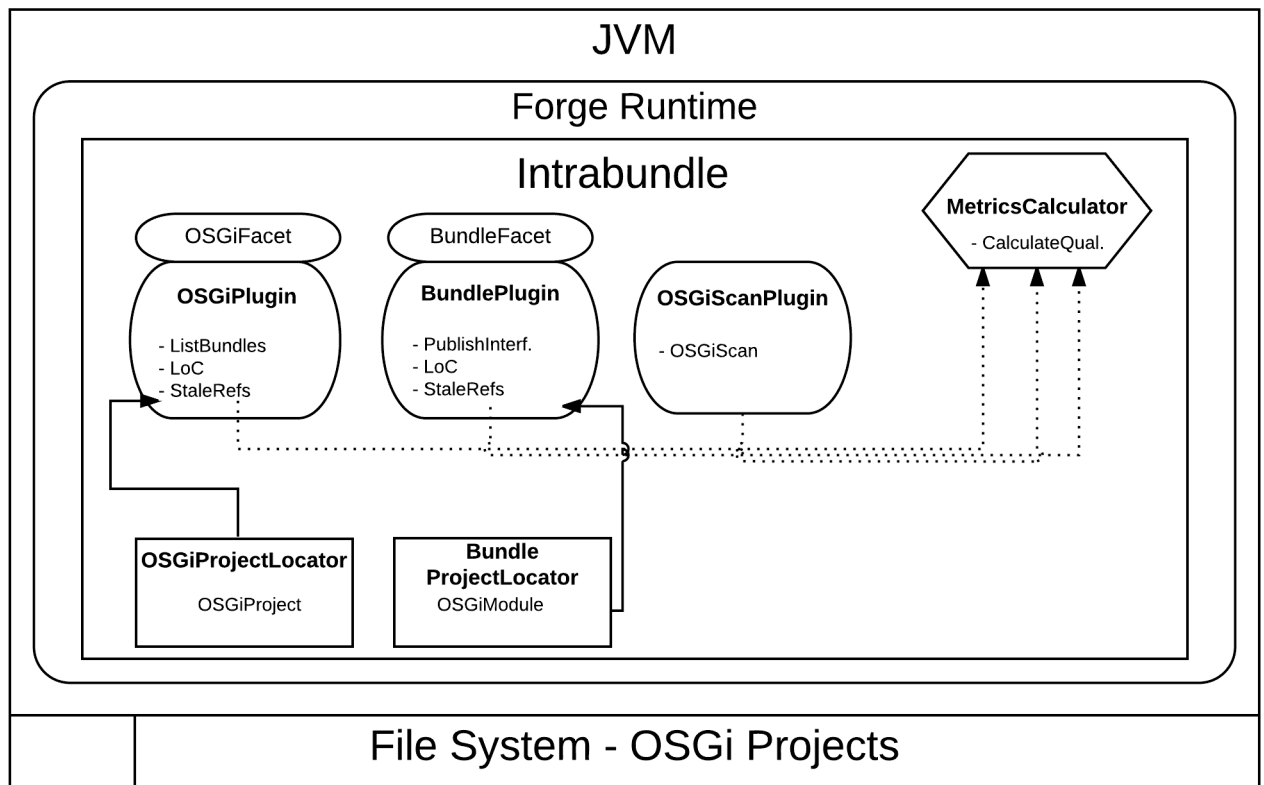 JVM
Forge Runtime
Intrabundle
OSGiFacet
OSGiPlugin
- ListBundles
- LoC
- StaleRefs
BundleFacet
BundlePlugin
- PublishInterf.
- LoC
- StaleRefs
OSGiScanPlugin
- OSGiScan
MetricsCalculator
- CalculateQual.
OSGiProjectLocator
OSGiProject
Bundle
ProjectLocator
OSGiModule
File System - OSGi Projects